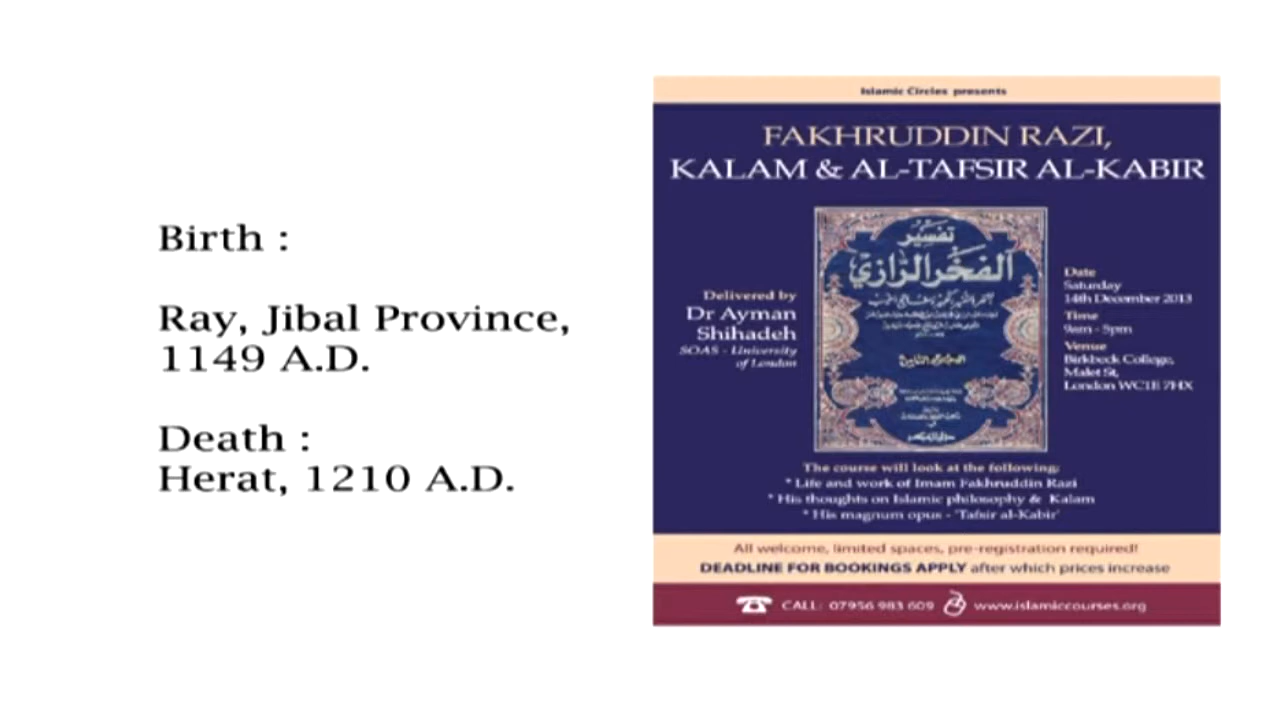 Birth :
Ray, Jibal Province,
1149 A.D.
Death :
Herat, 1210 A.D.
Islamic Circles presents
FAKHRUDDIN RAZI,
KALAM & AL-TAFSIR AL-KABIR
تفسير
الفخر الرازي
Delivered by
Dr Ayman
Shihadeh
SOAS - University
of London
Date
Saturday
14th December 2013
Time
9am - 5pm
Venue
Birkbeck College,
Malet St,
London WC1E 7HX
The course will look at the following:
* Life and work of Imam Fakhruddin Razi
* His thoughts on Islamic philosophy & Kalam
* His magnum opus - 'Tafsir al-Kabir'
All welcome, limited spaces, pre-registration required!
DEADLINE FOR BOOKINGS APPLY after which prices increase
CALL: 07956 983 609 www.islamiccourses.org